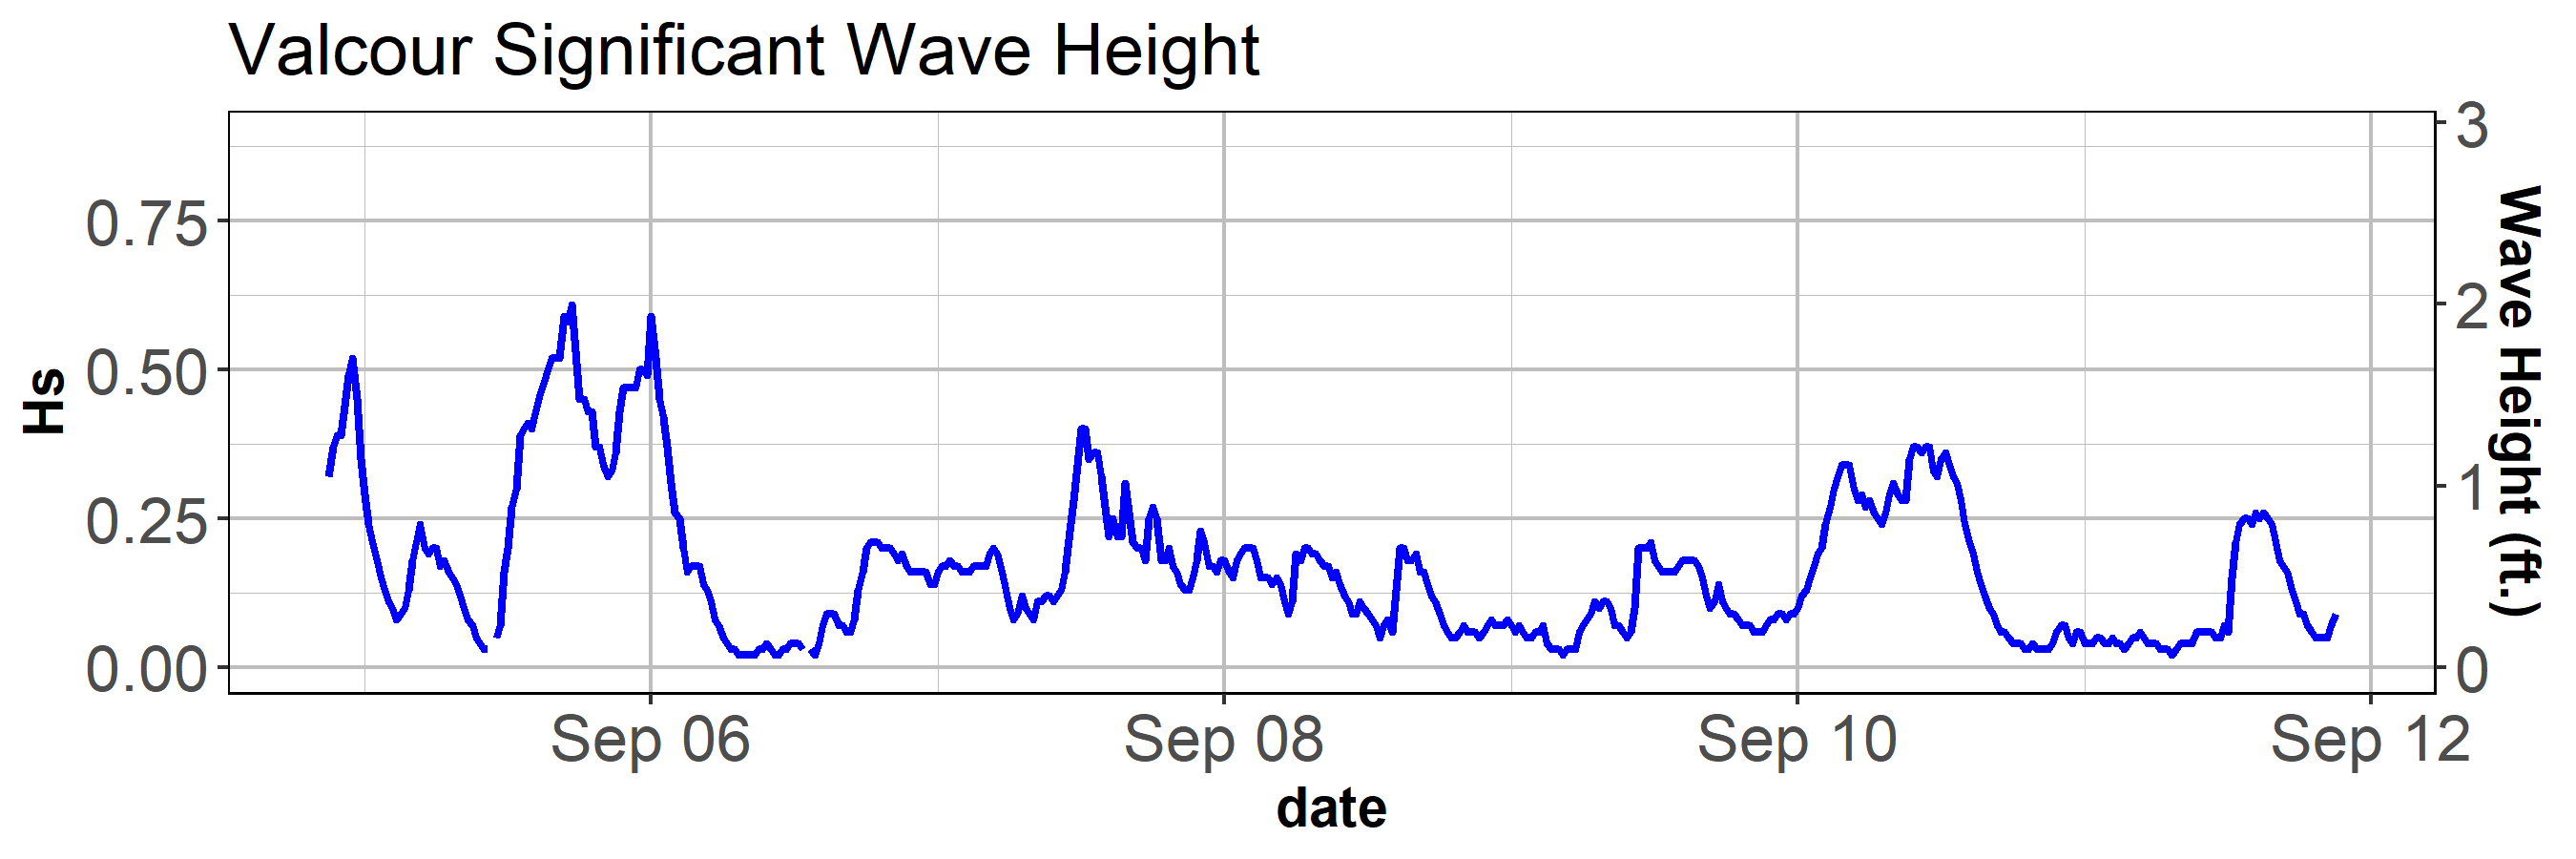 Valcour Significant Wave Height
Hs
0.75
0.50
0.25
0.00
3
2
1
0
Wave Height (ft.)
Sep 06
Sep 08
Sep 10
Sep 12
date